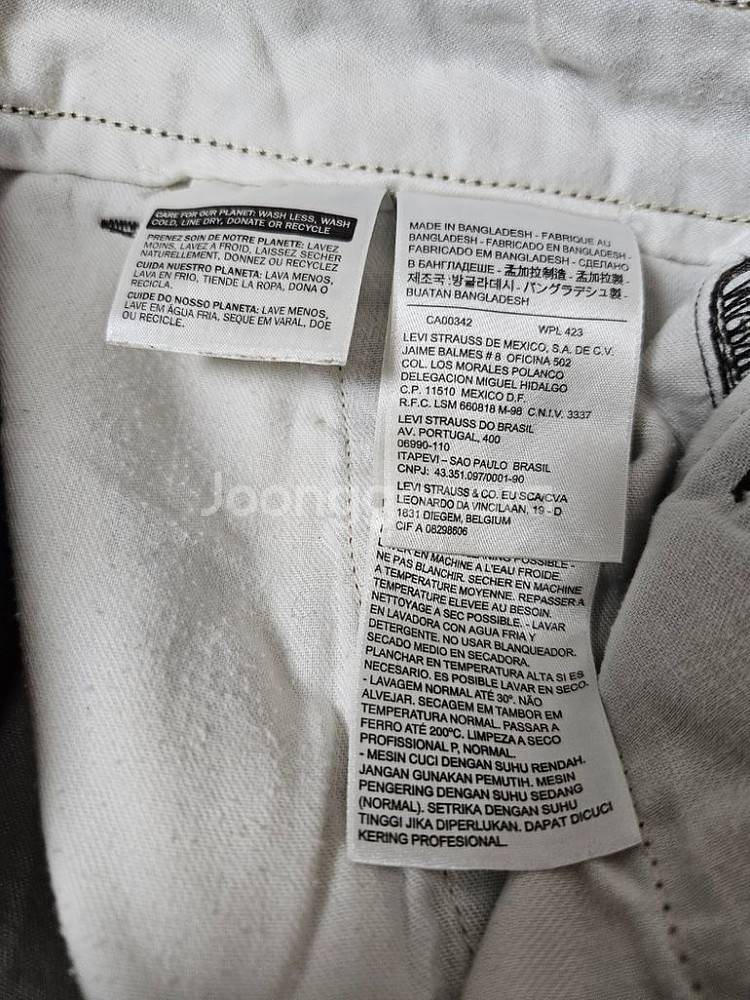 CARE FOR OUR PLANET: WASH LESS, WASH
COLD, LINE DRY, DONATE OR RECYCLE
PRENEZ SOIN DE NOTRE PLANETE: LAVEZ
MOINS, LAVEZ A FROID, LAISSEZ SECHER
NATURELLEMENT, DONNEZ OU RECYCLEZ
CUIDA NUESTRO PLANETA: LAVA MENOS,
LAVA EN FRIO, TIENDE LA ROPA, DONA O
RECICLA.
CUIDE DO NOSSO PLANETA: LAVE MENOS,
LAVE EM ÁGUA FRIA, SEQUE EM VARAL, DOE
OU RECICLE.
MADE IN BANGLADESH - FABRIQUE AU
BANGLADESH - FABRICADO EN BANGLADESH -
FABRICADO EM BANGLADESH - СДЕЛАНО
В БАНГЛАДЕШЕ - 孟加拉制造 - 孟加拉製 -
제조국 :방글라데시 - バングラデシュ製 -
BUATAN BANGLADESH
CA00342 WPL 423
LEVI STRAUSS DE MEXICO, S.A. DE C.V.
JAIME BALMES # 8 OFICINA 502
COL. LOS MORALES POLANCO
DELEGACION MIGUEL HIDALGO
C.P. 11510 MEXICO D.F.
R.F.C. LSM 660818 M-98 C.N.I.V. 3337
LEVI STRAUSS DO BRASIL
AV. PORTUGAL, 400
06990-110
ITAPEVI – SAO PAULO BRASIL
CNPJ: 43.351.097/0001-90
LEVI STRAUSS & CO. EU SCA/CVA
LEONARDO DA VINCILAAN, 19 - D
1831 DIEGEM, BELGIUM
CIF A 08298606
POSSIBLE -
LAVER EN MACHINE A L'EAU FROIDE.
NE PAS BLANCHIR. SECHER EN MACHINE
A TEMPERATURE MOYENNE. REPASSER A
TEMPERATURE ELEVEE AU BESOIN.
NETTOYAGE A SEC POSSIBLE. - LAVAR
EN LAVADORA CON AGUA FRIA Y
DETERGENTE. NO USAR BLANQUEADOR.
SECADO MEDIO EN SECADORA.
PLANCHAR EN TEMPERATURA ALTA SI ES
NECESARIO. ES POSIBLE LAVAR EN SECO.
- LAVAGEM NORMAL ATÉ 30°. NÃO
ALVEJAR. SECAGEM EM TAMBOR EM
TEMPERATURA NORMAL. PASSAR A
FERRO ATÉ 200°C. LIMPEZA A SECO
PROFISSIONAL P, NORMAL.
- MESIN CUCI DENGAN SUHU RENDAH.
JANGAN GUNAKAN PEMUTIH. MESIN
PENGERING DENGAN SUHU SEDANG
(NORMAL). SETRIKA DENGAN SUHU
TINGGI JIKA DIPERLUKAN. DAPAT DICUCI
KERING PROFESIONAL.